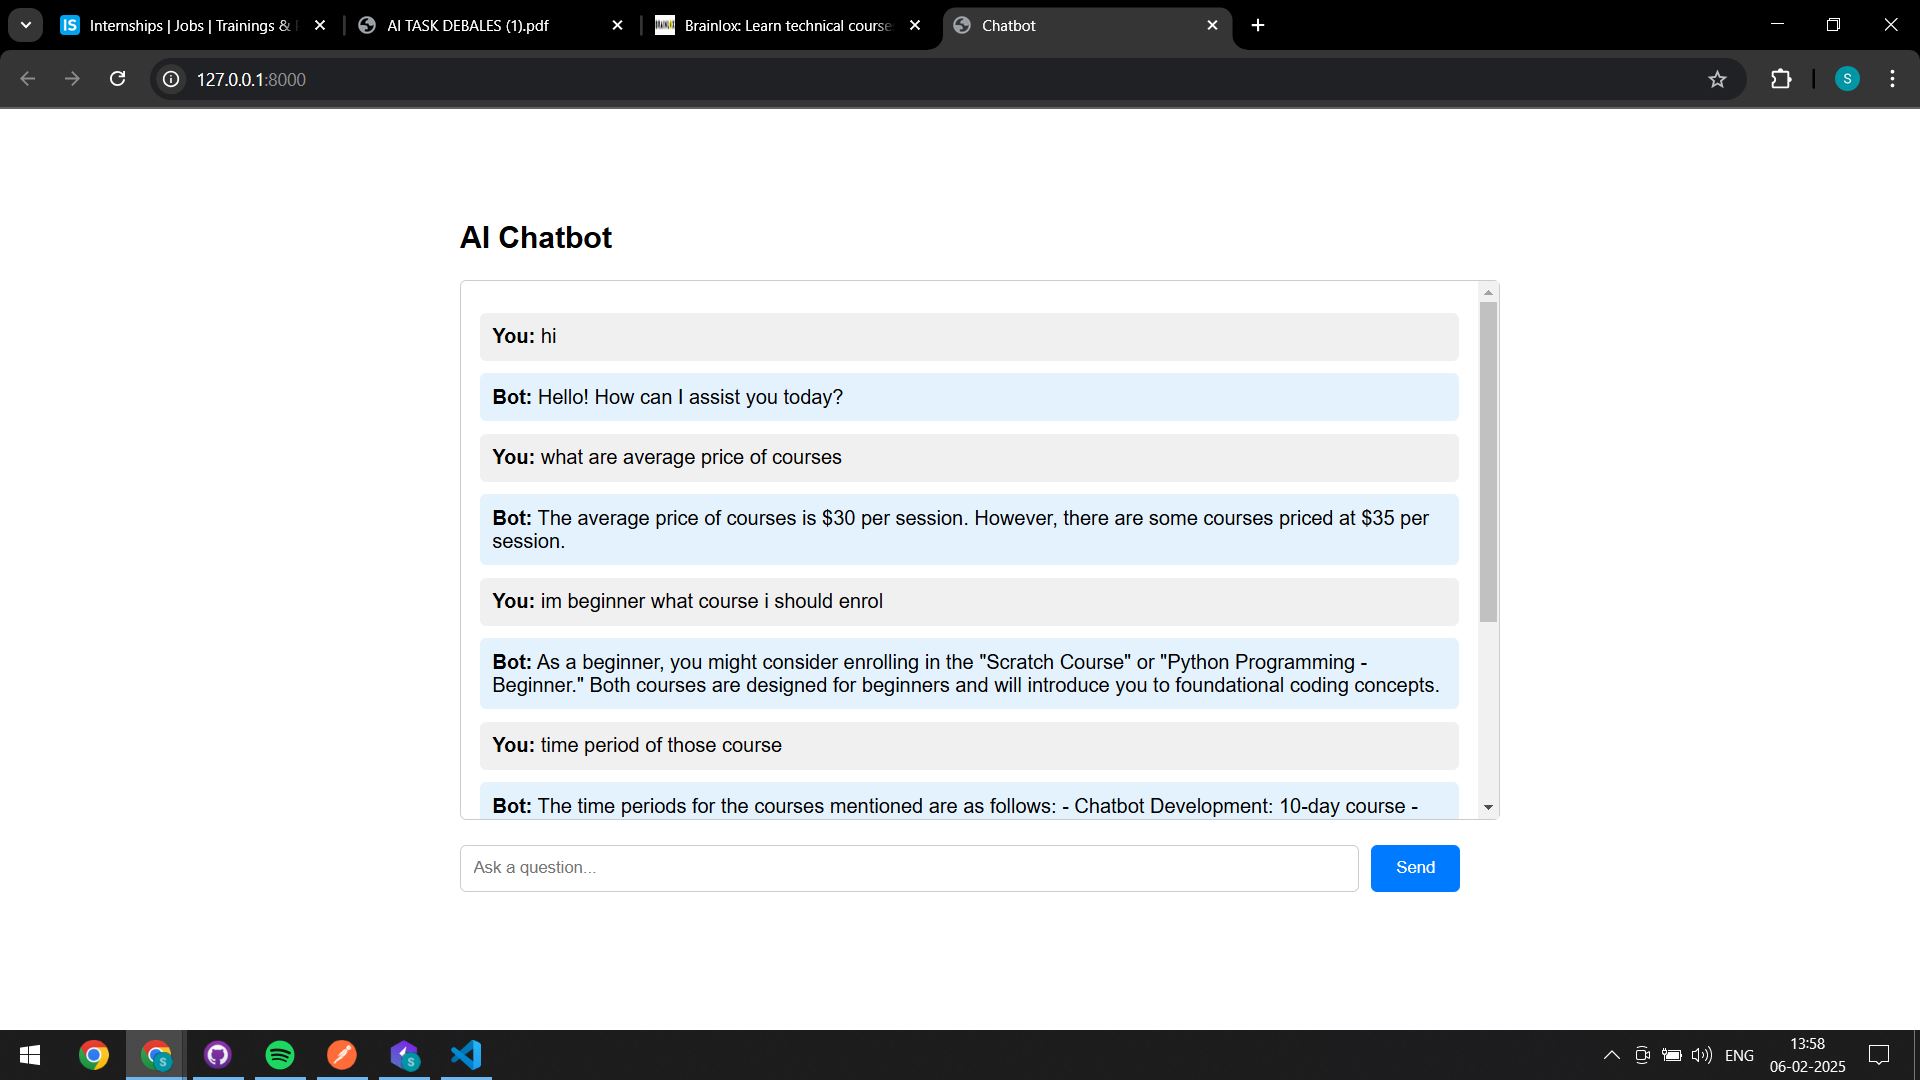 IS Internships | Jobs | Trainings &
AI TASK DEBALES (1).pdf
Brainlox: Learn technical course
Chatbot
127.0.0.1:8000
S
AI Chatbot
You: hi
Bot: Hello! How can I assist you today?
You: what are average price of courses
Bot: The average price of courses is $30 per session. However, there are some courses priced at $35 per
session.
You: im beginner what course i should enrol
Bot: As a beginner, you might consider enrolling in the "Scratch Course" or "Python Programming -
Beginner." Both courses are designed for beginners and will introduce you to foundational coding concepts.
You: time period of those course
Bot: The time periods for the courses mentioned are as follows: - Chatbot Development: 10-day course -
Ask a question...
Send
S
S
ENG
13:58
06-02-2025